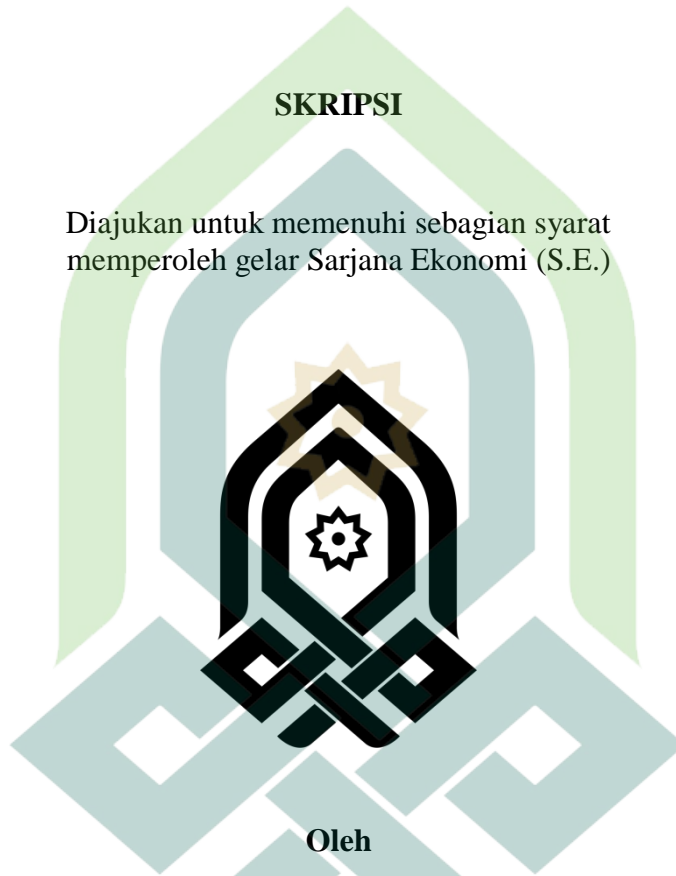 SKRIPSI
Diajukan untuk memenuhi sebagian syarat
memperoleh gelar Sarjana Ekonomi (S.E.)
Oleh